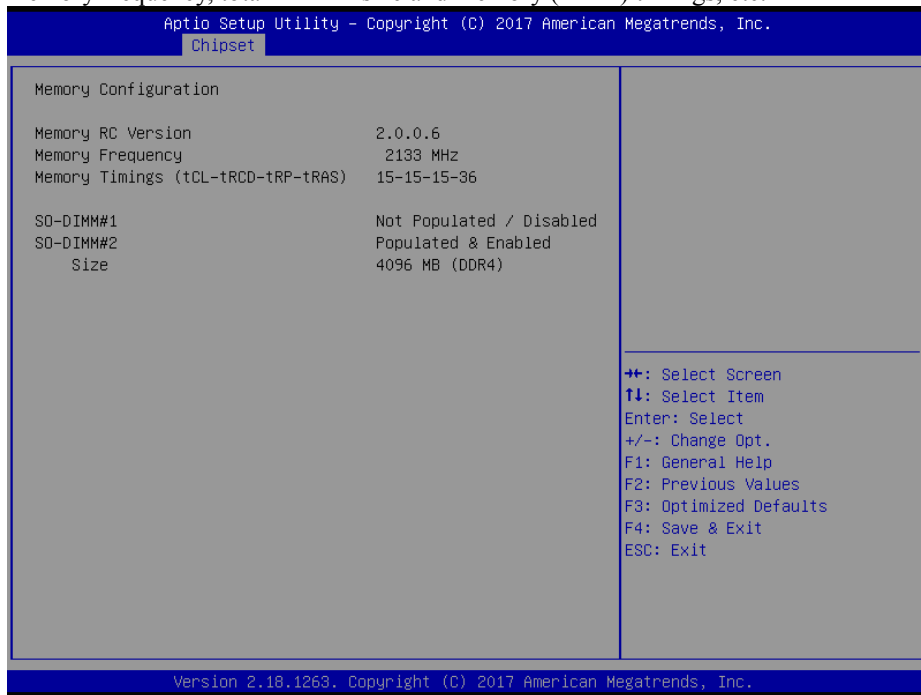 Aptio Setup Utility – Copyright (C) 2017 American Megatrends, Inc.
Chipset
Memory Configuration
Memory RC Version 2.0.0.6
Memory Frequency 2133 MHz
Memory Timings (tCL-tRCD-tRP-tRAS) 15-15-15-36
SO-DIMM#1 Not Populated / Disabled
SO-DIMM#2 Populated & Enabled
Size 4096 MB (DDR4)
→←: Select Screen
↑↓: Select Item
Enter: Select
+/-: Change Opt.
F1: General Help
F2: Previous Values
F3: Optimized Defaults
F4: Save & Exit
ESC: Exit
Version 2.18.1263. Copyright (C) 2017 American Megatrends, Inc.